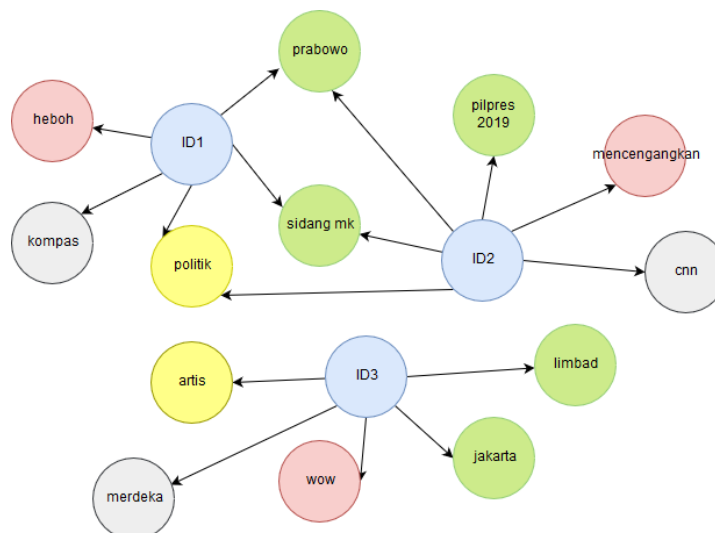 prabowo
pilpres
2019
heboh
ID1
mencengangkan
sidang mk
kompas
politik
ID2
cnn
artis
ID3
limbad
jakarta
wow
merdeka